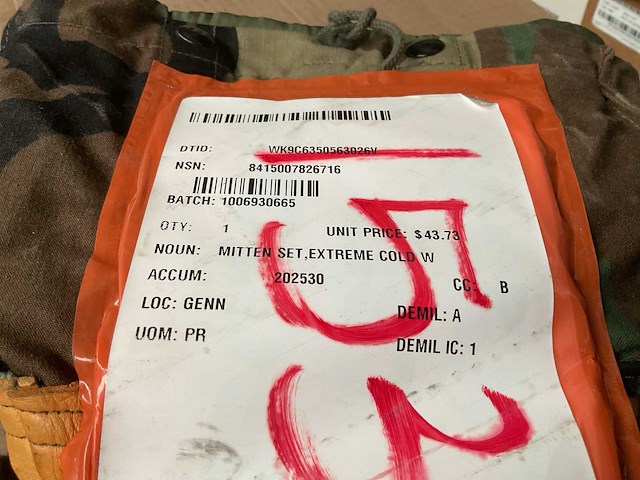 DTID: WK9C6350563026V
NSN: 8415007826716
BATCH: 1006930665
QTY: 1 UNIT PRICE: $43.73
NOUN: MITTEN SET,EXTREME COLD W
ACCUM: 202530 CC: B
LOC: GENN DEMIL: A
UOM: PR DEMIL IC: 1